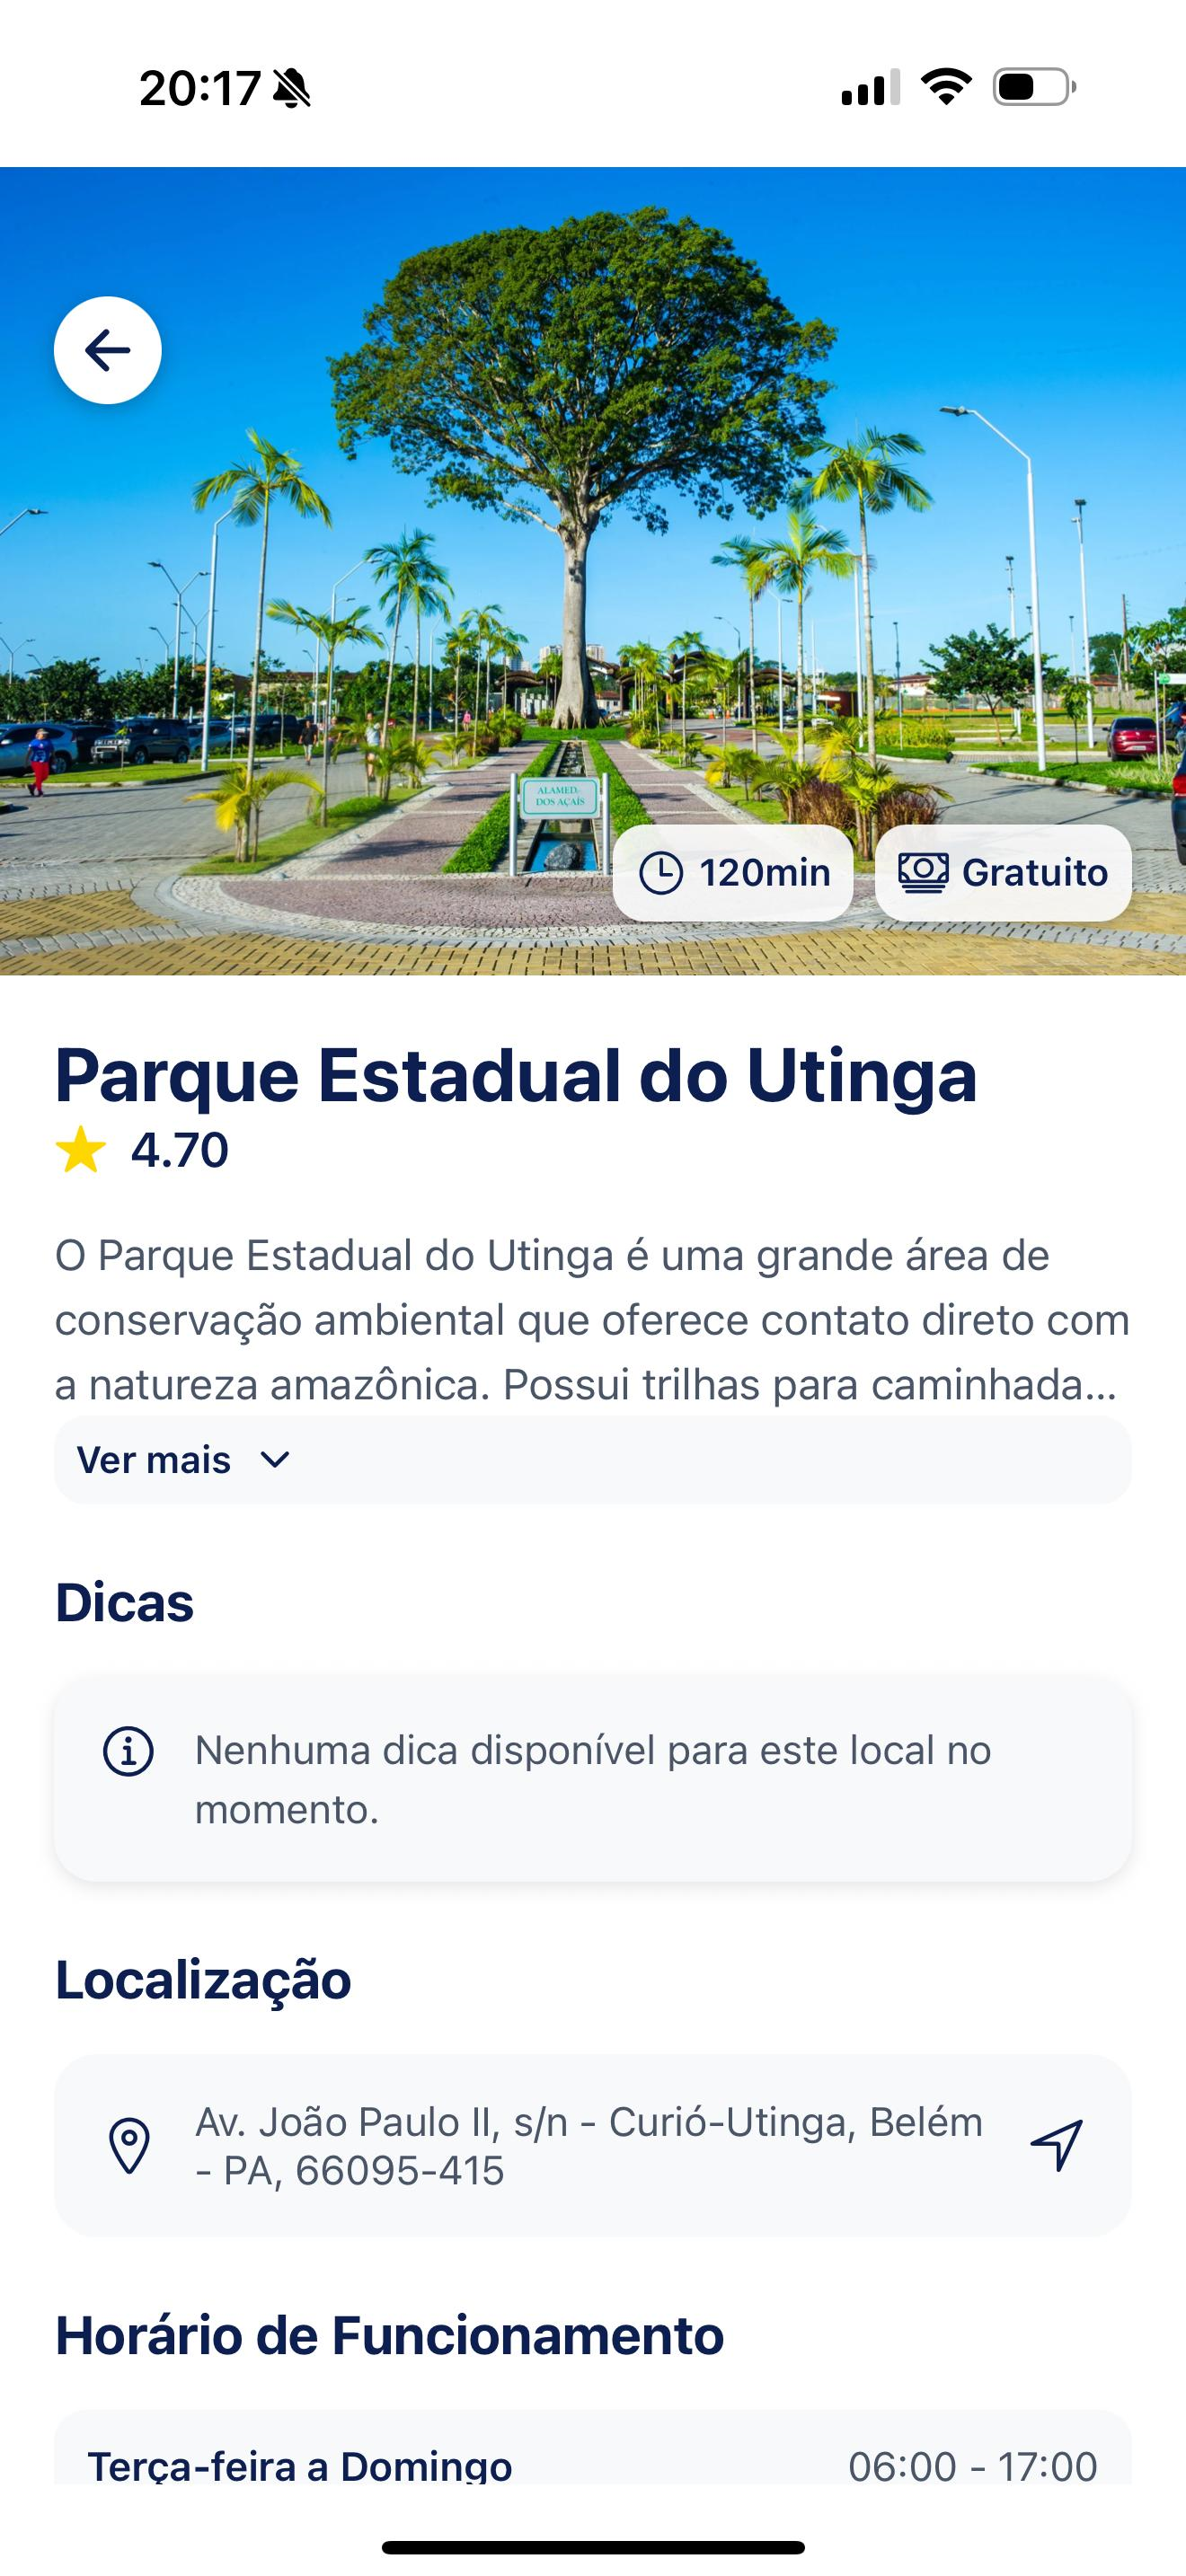 20:17
ALAMED.
DOS AÇAÍS
120min
Gratuito
Parque Estadual do Utinga
4.70
O Parque Estadual do Utinga é uma grande área de
conservação ambiental que oferece contato direto com
a natureza amazônica. Possui trilhas para caminhada...
Ver mais
Dicas
Nenhuma dica disponível para este local no
momento.
Localização
Av. João Paulo II, s/n - Curió-Utinga, Belém
- PA, 66095-415
Horário de Funcionamento
Terça-feira a Domingo 06:00 - 17:00